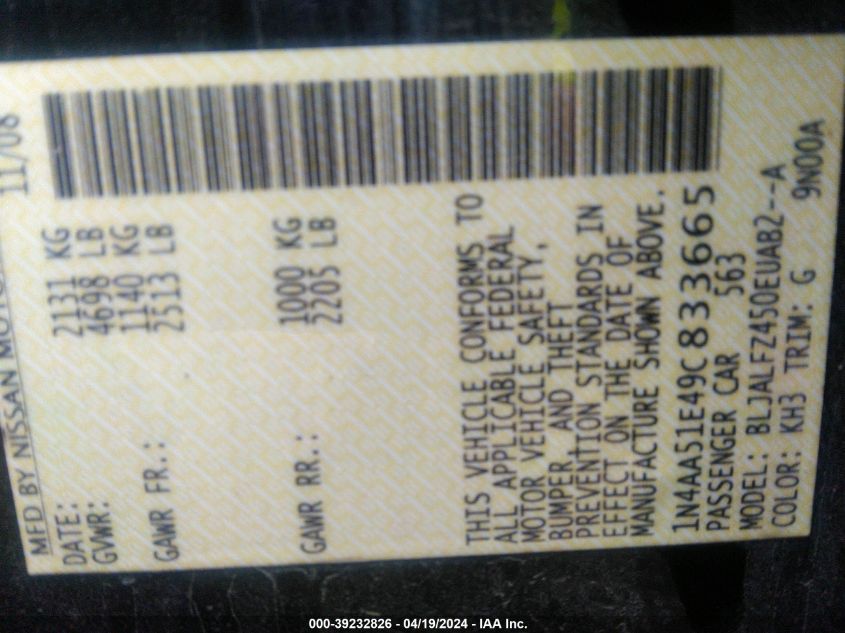 MFD BY NISSAN MOTOR
DATE: 11/08
GVWR: 2131 KG
4698 LB
GAWR FR.: 1140 KG
2513 LB
GAWR RR.: 1000 KG
2205 LB
THIS VEHICLE CONFORMS TO
ALL APPLICABLE FEDERAL
MOTOR VEHICLE SAFETY,
BUMPER, AND THEFT
PREVENTION STANDARDS IN
EFFECT ON THE DATE OF
MANUFACTURE SHOWN ABOVE.
1N4AA51E49C833665
PASSENGER CAR 563
MODEL: BLJALFZ450EUAB2--A
COLOR: KH3 TRIM: G 9N00A
000-39232826 - 04/19/2024 - IAA Inc.